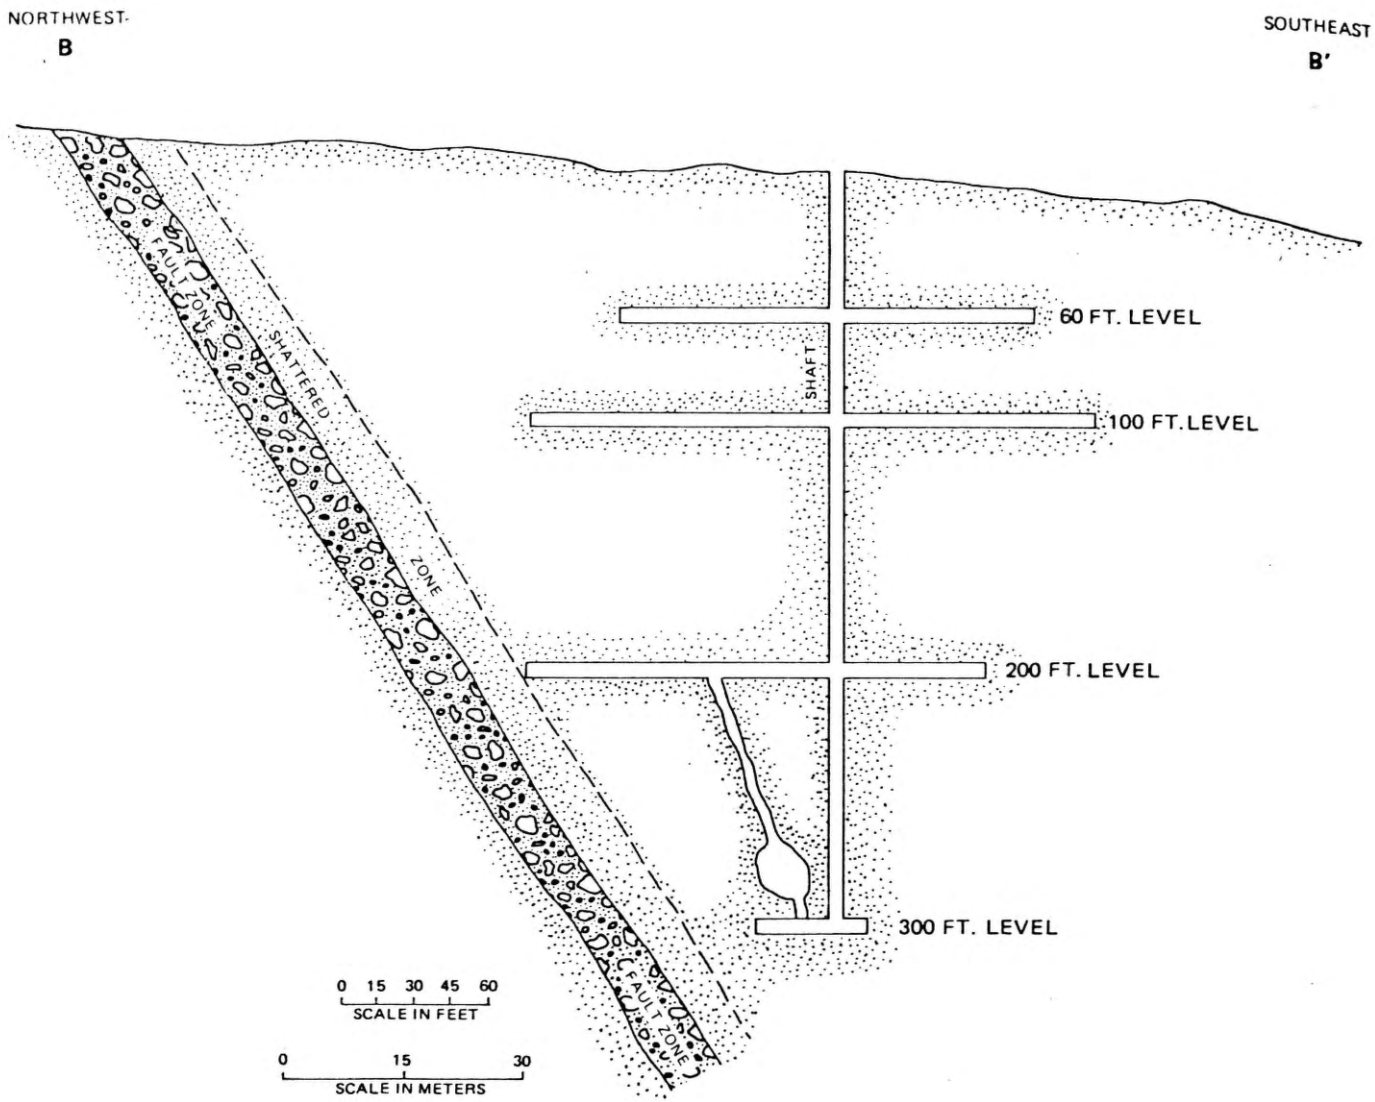 NORTHWEST
B
SOUTHEAST
B'
FAULT ZONE
SHATTERED
ZONE
SHAFT
60 FT. LEVEL
100 FT. LEVEL
200 FT. LEVEL
300 FT. LEVEL
FAULT ZONE
0 15 30 45 60
SCALE IN FEET
0 15 30
SCALE IN METERS